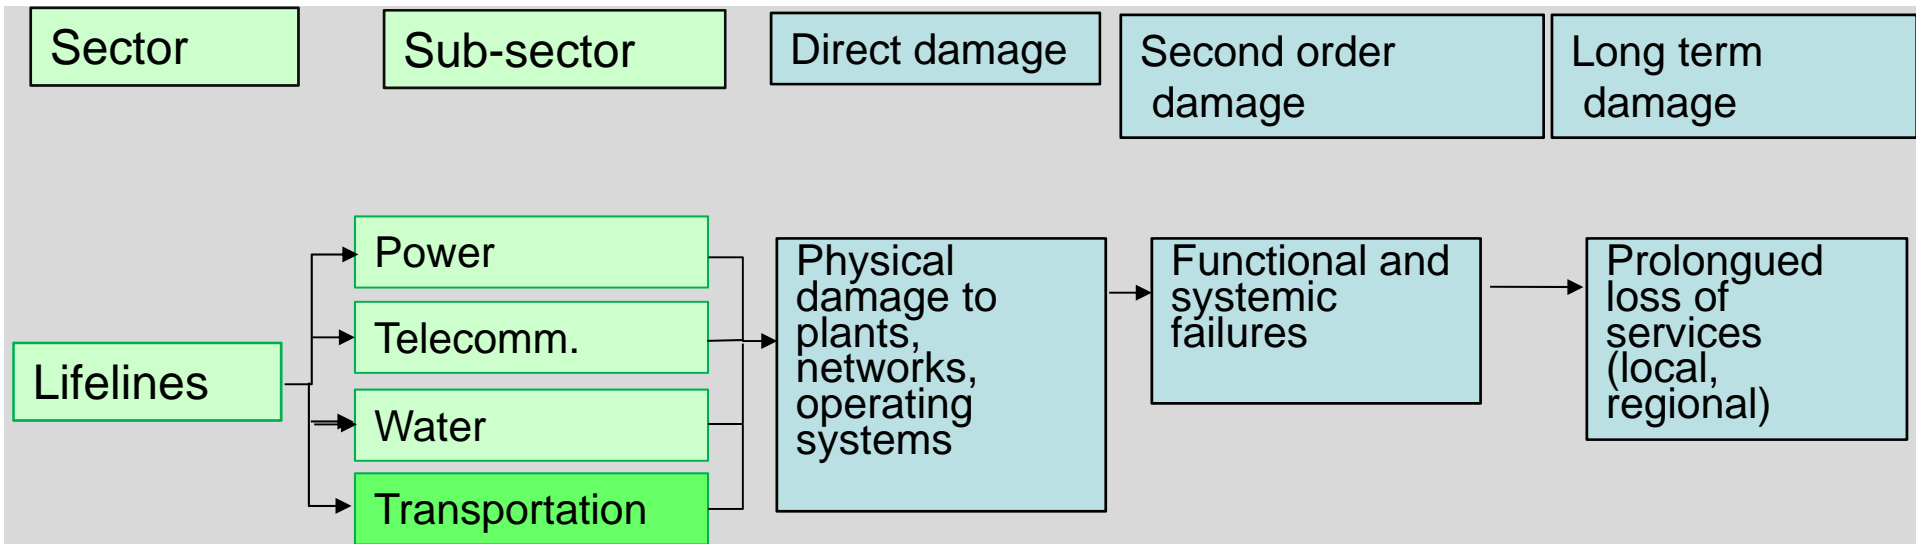 Sector
Sub-sector
Direct damage
Second order
damage
Long term
damage
Lifelines
Power
Telecomm.
Water
Transportation
Physical
damage to
plants,
networks,
operating
systems
Functional and
systemic
failures
Prolongued
loss of
services
(local,
regional)